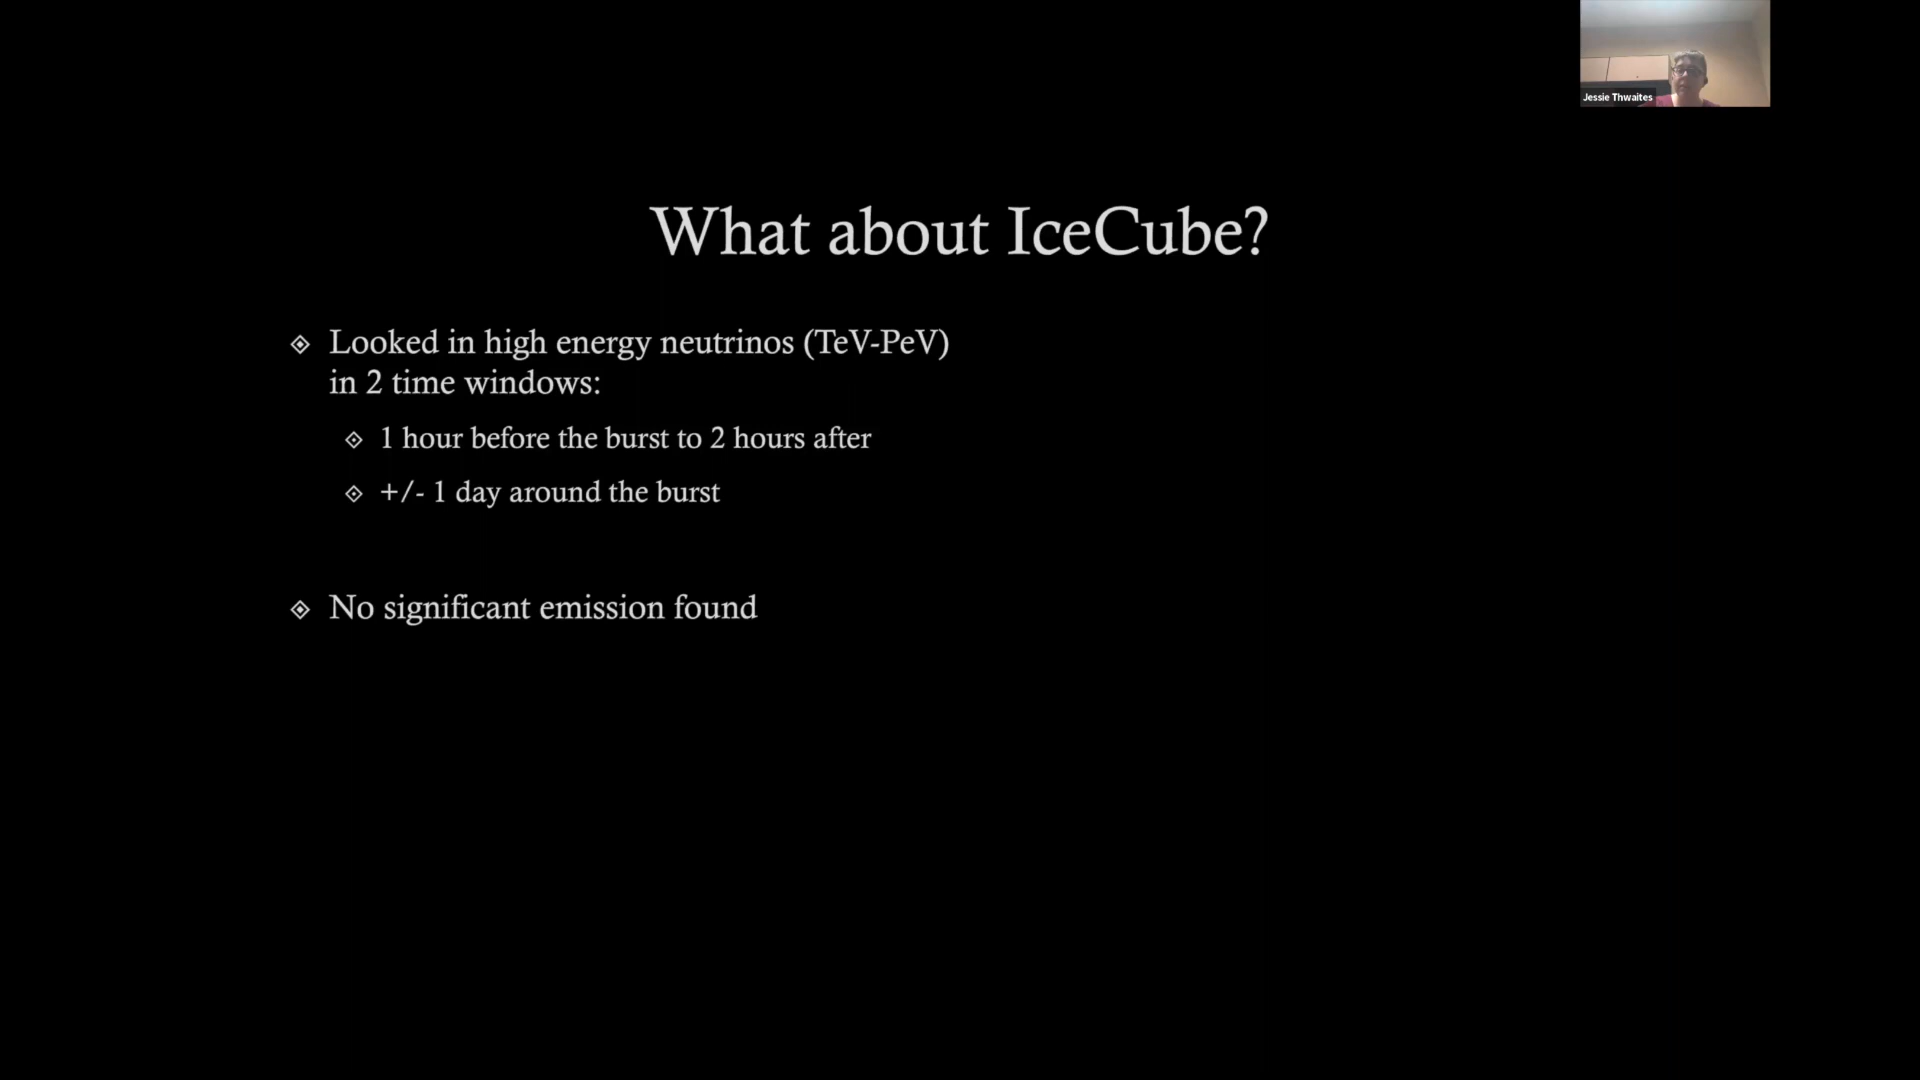 Jessie Thwaites
What about IceCube?
Looked in high energy neutrinos (TeV-PeV)
in 2 time windows:
1 hour before the burst to 2 hours after
+/- 1 day around the burst
No significant emission found